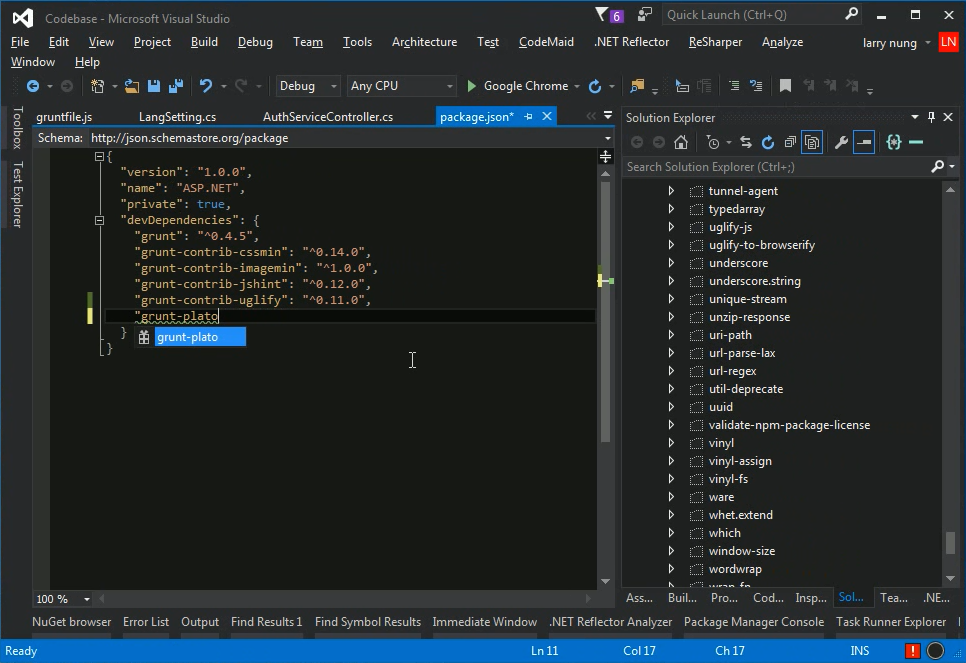 Codebase - Microsoft Visual Studio
6
Quick Launch (Ctrl+Q)
File Edit View Project Build Debug Team Tools Architecture Test CodeMaid .NET Reflector ReSharper Analyze larry nung LN
Window Help
Debug Any CPU Google Chrome
Toolbox
Test Explorer
gruntfile.js LangSetting.cs AuthServiceController.cs package.json*
Schema: http://json.schemastore.org/package
{
"version": "1.0.0",
"name": "ASP.NET",
"private": true,
"devDependencies": {
"grunt": "^0.4.5",
"grunt-contrib-cssmin": "^0.14.0",
"grunt-contrib-imagemin": "^1.0.0",
"grunt-contrib-jshint": "^0.12.0",
"grunt-contrib-uglify": "^0.11.0",
"grunt-plato
} grunt-plato
}
100 %
Solution Explorer
Search Solution Explorer (Ctrl+;)
tunnel-agent
typedarray
uglify-js
uglify-to-browserify
underscore
underscore.string
unique-stream
unzip-response
uri-path
url-parse-lax
url-regex
util-deprecate
uuid
validate-npm-package-license
vinyl
vinyl-assign
vinyl-fs
ware
whet.extend
which
window-size
wordwrap
wrap-fn
Ass... Buil... Pro... Cod... Insp... Sol... Tea... .NE...
NuGet browser Error List Output Find Results 1 Find Symbol Results Immediate Window .NET Reflector Analyzer Package Manager Console Task Runner Explorer
Ready Ln 11 Col 17 Ch 17 INS